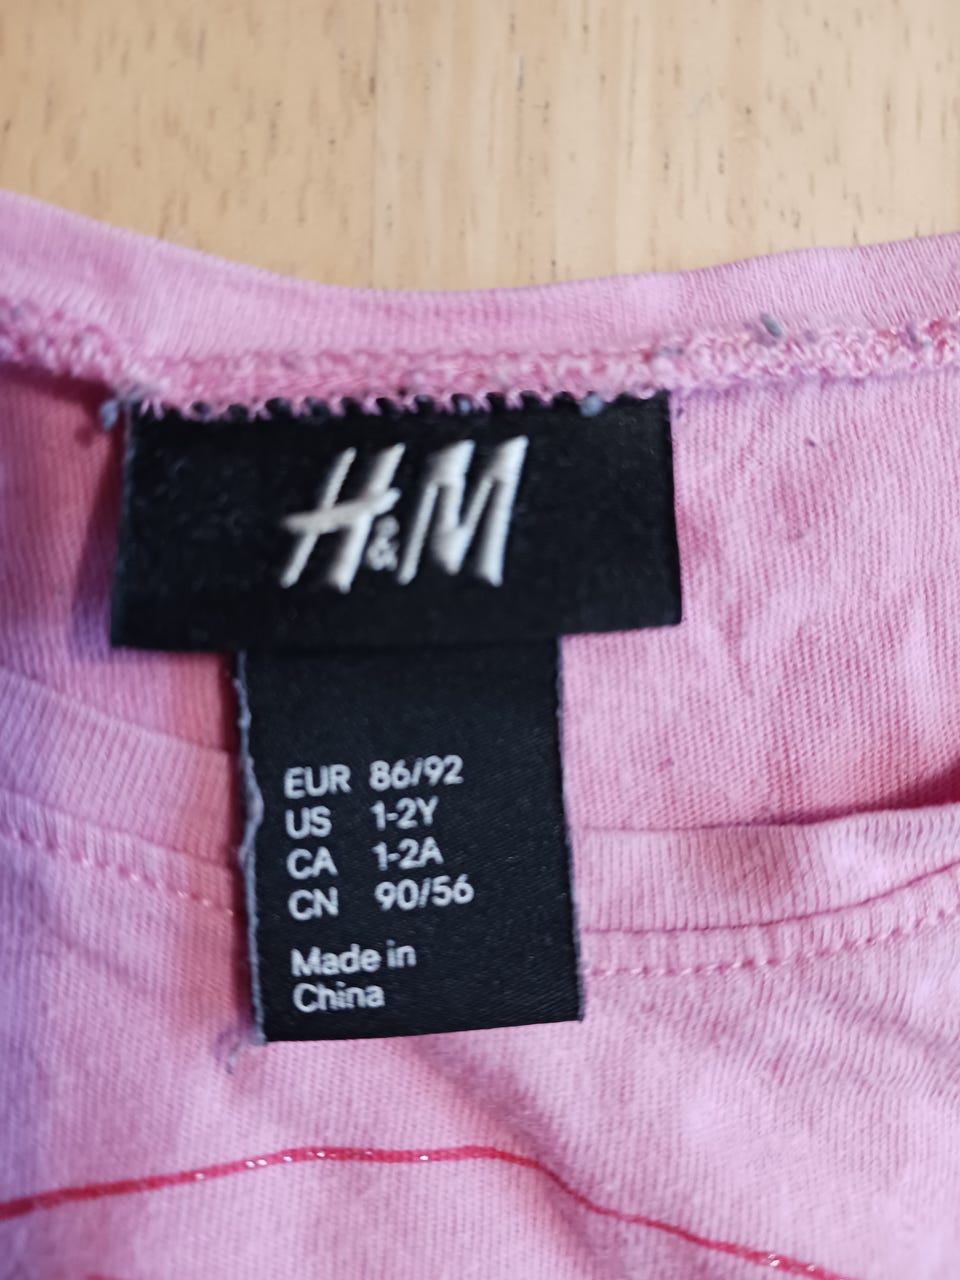 H&M
EUR 86/92
US 1-2Y
CA 1-2A
CN 90/56
Made in
China